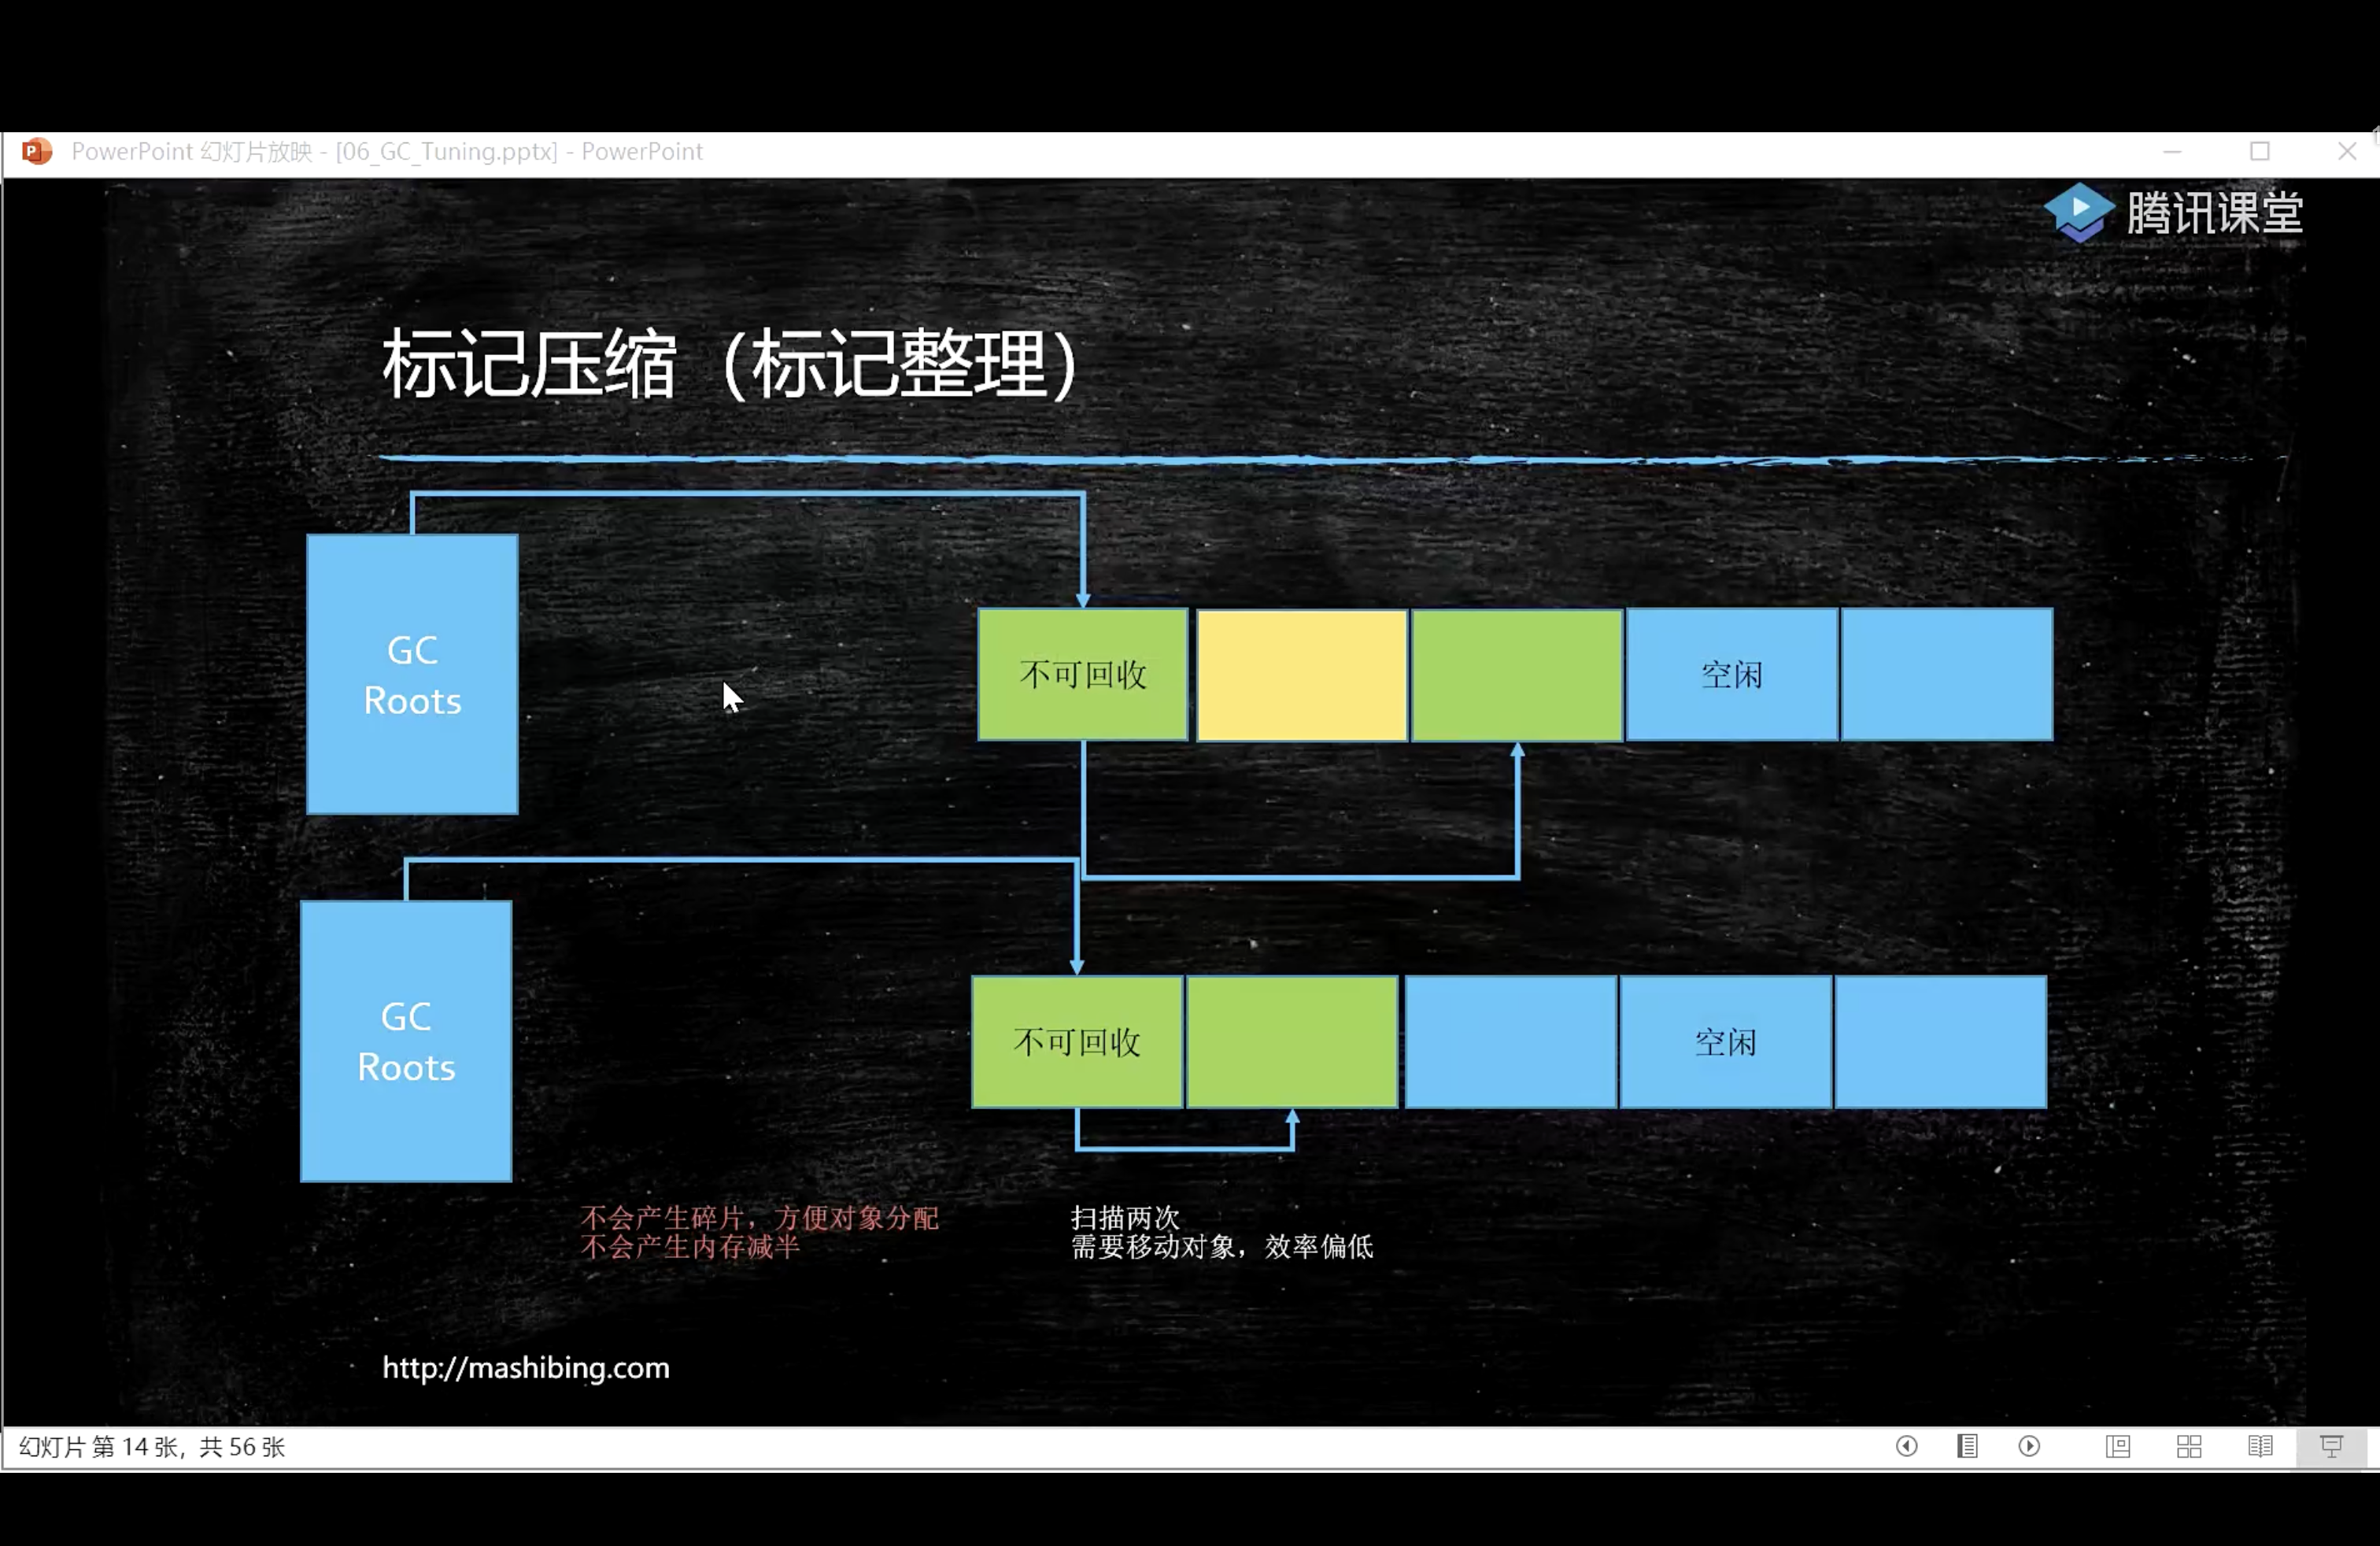 PowerPoint 幻灯片放映 - [06_GC_Tuning.pptx] - PowerPoint
腾讯课堂
标记压缩（标记整理）
GC
Roots
不可回收
空闲
GC
Roots
不可回收
空闲
不会产生碎片，方便对象分配
不会产生内存减半
扫描两次
需要移动对象，效率偏低
http://mashibing.com
幻灯片 第 14 张，共 56 张